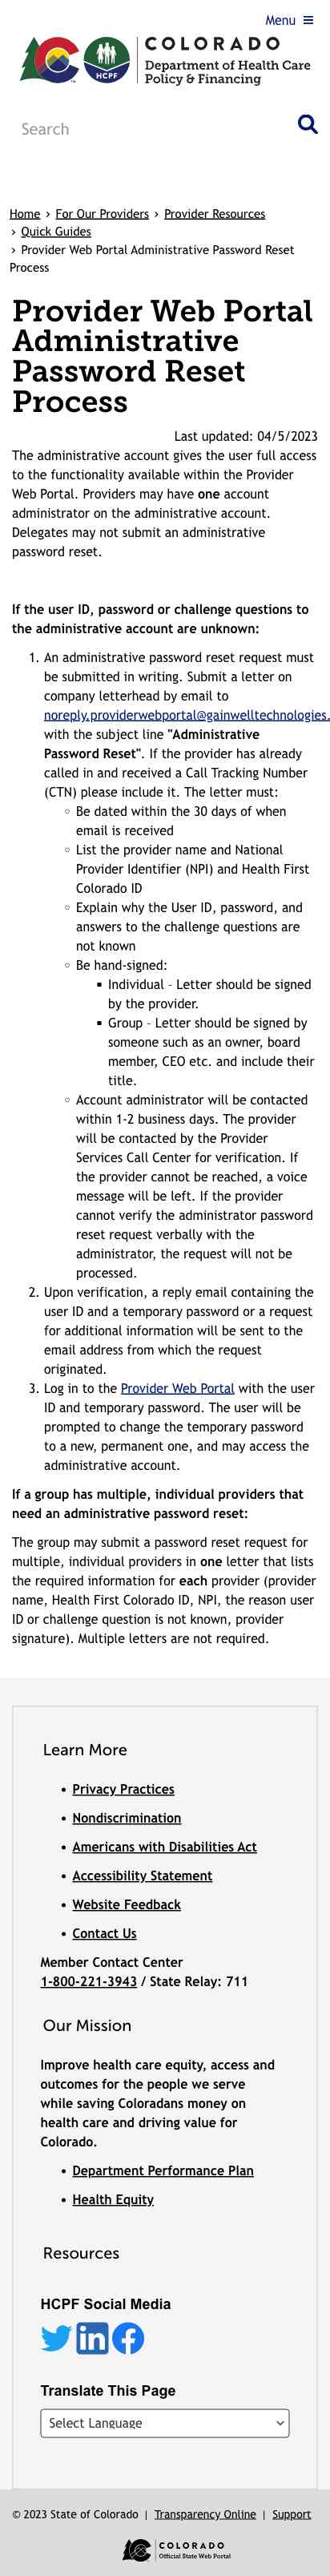 Menu
COLORADO
HCPF
Department of Health Care
Policy & Financing
Search
Home › For Our Providers › Provider Resources
› Quick Guides
› Provider Web Portal Administrative Password Reset
Process
Provider Web Portal
Administrative
Password Reset
Process
Last updated: 04/5/2023
The administrative account gives the user full access
to the functionality available within the Provider
Web Portal. Providers may have one account
administrator on the administrative account.
Delegates may not submit an administrative
password reset.
If the user ID, password or challenge questions to
the administrative account are unknown:
1. An administrative password reset request must
be submitted in writing. Submit a letter on
company letterhead by email to
noreply.providerwebportal@gainwelltechnologies.
with the subject line "Administrative
Password Reset". If the provider has already
called in and received a Call Tracking Number
(CTN) please include it. The letter must:
◦ Be dated within the 30 days of when
email is received
◦ List the provider name and National
Provider Identifier (NPI) and Health First
Colorado ID
◦ Explain why the User ID, password, and
answers to the challenge questions are
not known
◦ Be hand-signed:
▪ Individual - Letter should be signed
by the provider.
▪ Group - Letter should be signed by
someone such as an owner, board
member, CEO etc. and include their
title.
◦ Account administrator will be contacted
within 1-2 business days. The provider
will be contacted by the Provider
Services Call Center for verification. If
the provider cannot be reached, a voice
message will be left. If the provider
cannot verify the administrator password
reset request verbally with the
administrator, the request will not be
processed.
2. Upon verification, a reply email containing the
user ID and a temporary password or a request
for additional information will be sent to the
email address from which the request
originated.
3. Log in to the Provider Web Portal with the user
ID and temporary password. The user will be
prompted to change the temporary password
to a new, permanent one, and may access the
administrative account.
If a group has multiple, individual providers that
need an administrative password reset:
The group may submit a password reset request for
multiple, individual providers in one letter that lists
the required information for each provider (provider
name, Health First Colorado ID, NPI, the reason user
ID or challenge question is not known, provider
signature). Multiple letters are not required.
Learn More
• Privacy Practices
• Nondiscrimination
• Americans with Disabilities Act
• Accessibility Statement
• Website Feedback
• Contact Us
Member Contact Center
1-800-221-3943 / State Relay: 711
Our Mission
Improve health care equity, access and
outcomes for the people we serve
while saving Coloradans money on
health care and driving value for
Colorado.
• Department Performance Plan
• Health Equity
Resources
HCPF Social Media
Translate This Page
Select Language
© 2023 State of Colorado | Transparency Online | Support
COLORADO
Official State Web Portal